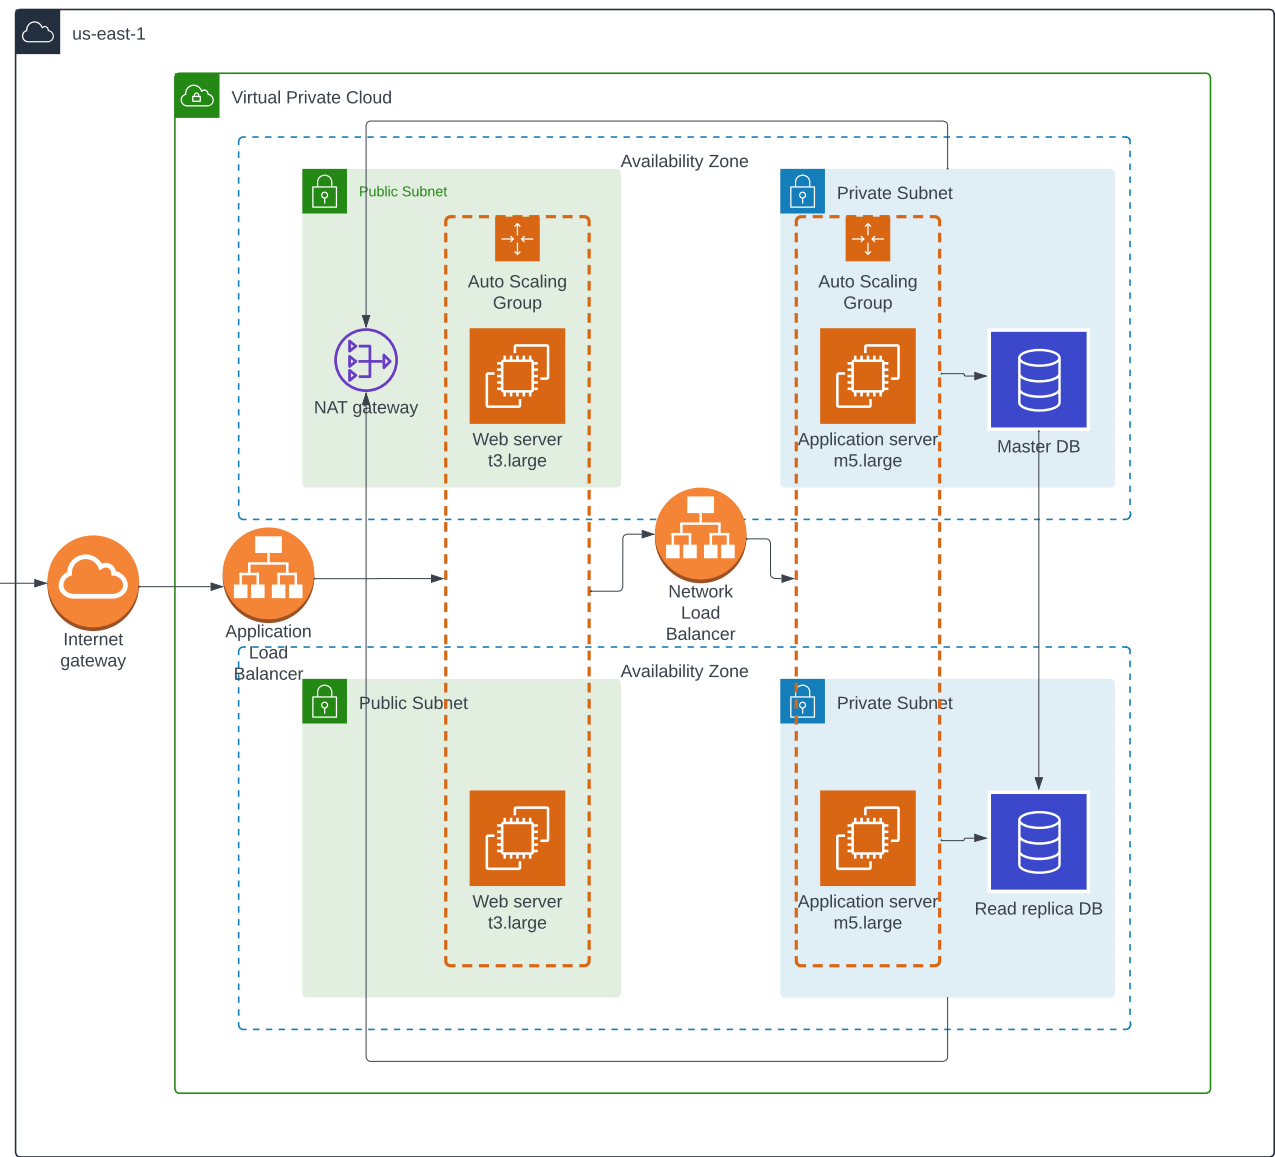 us-east-1
Virtual Private Cloud
Availability Zone
Public Subnet
Private Subnet
Auto Scaling
Group
Auto Scaling
Group
NAT gateway
Web server
t3.large
Application server
m5.large
Master DB
Internet
gateway
Application
Load
Balancer
Network
Load
Balancer
Availability Zone
Public Subnet
Private Subnet
Web server
t3.large
Application server
m5.large
Read replica DB